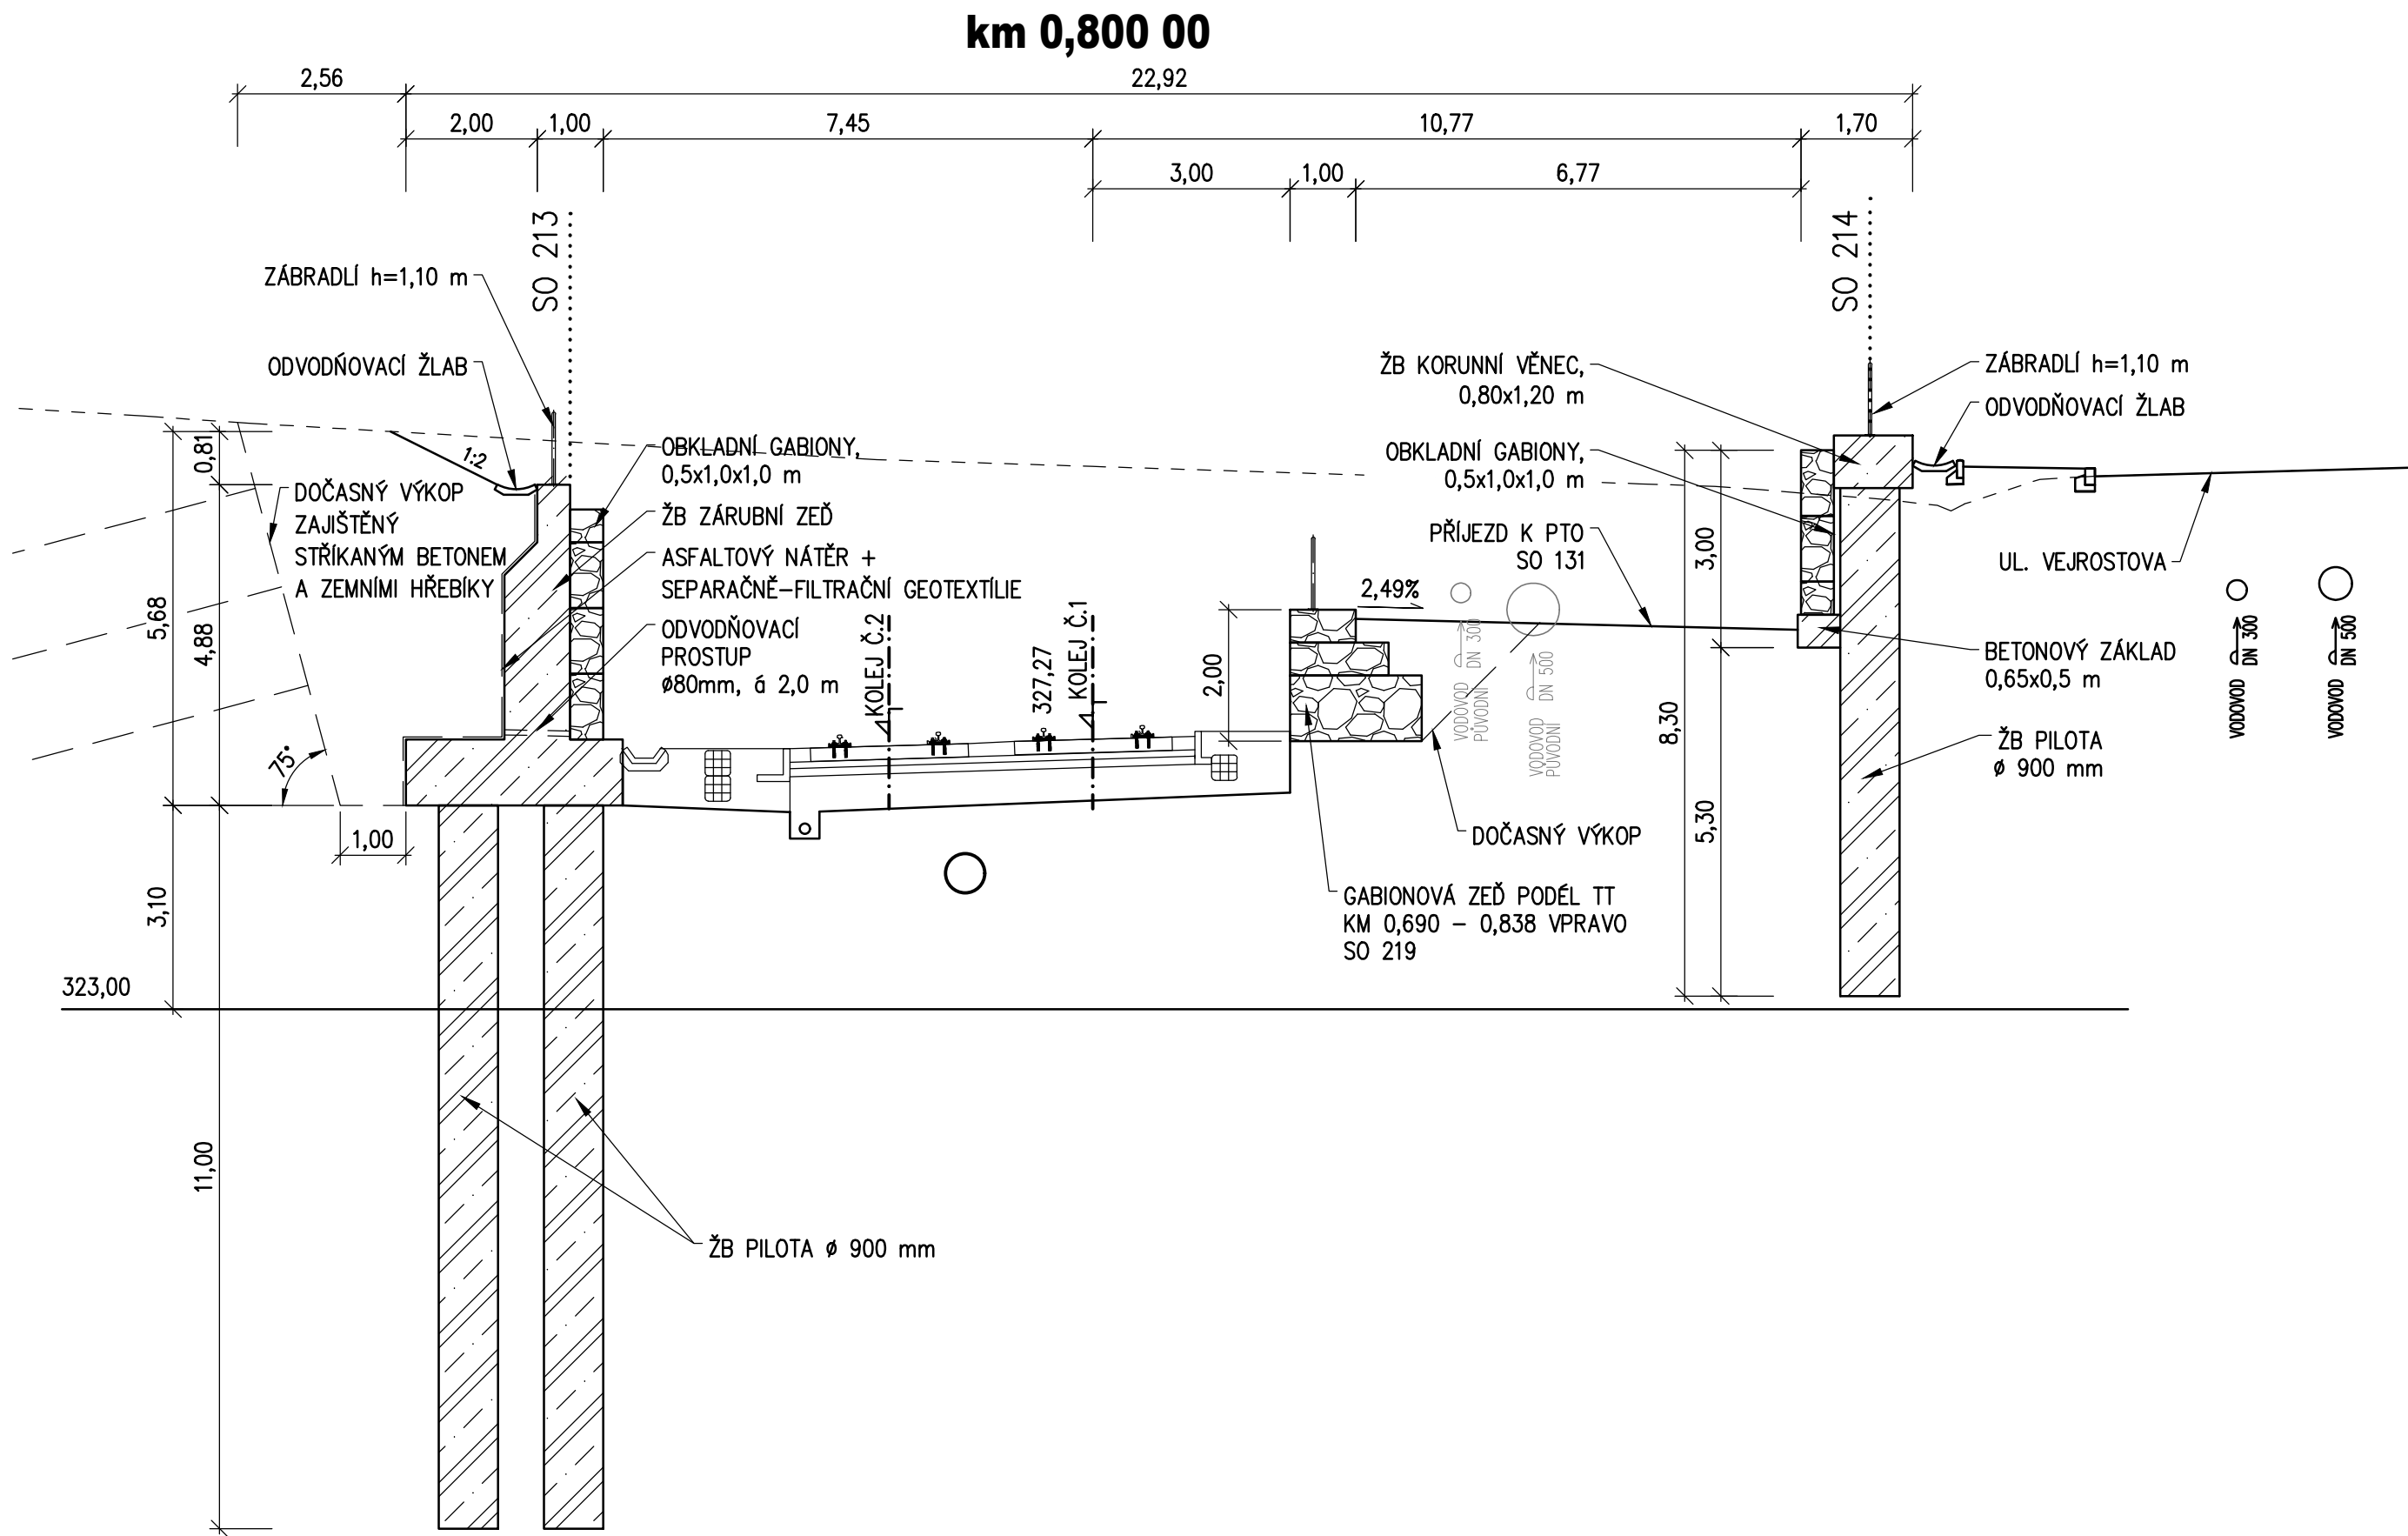 km 0,800 00
2,56
22,92
2,00
1,00
7,45
10,77
1,70
3,00
1,00
6,77
SO 213
SO 214
ZÁBRADLÍ h=1,10 m
ODVODŃOVACÍ ŽLAB
1:2
0,81
5,68
4,88
DOČASNÝ VÝKOP
ZAJIŠTĚNÝ
STŘÍKANÝM BETONEM
A ZEMNÍMI HŘEBÍKY
75°
1,00
3,10
323,00
11,00
OBKLADNÍ GABIONY,
0,5x1,0x1,0 m
ŽB ZÁRUBNÍ ZEĎ
ASFALTOVÝ NÁTĚR +
SEPARAČNĚ-FILTRAČNÍ GEOTEXTÍLIE
ODVODŇOVACÍ
PROSTUP
ø80mm, á 2,0 m
KOLEJ Č.2
327,27
KOLEJ Č.1
2,00
2,49%
ŽB KORUNNÍ VĚNEC,
0,80x1,20 m
OBKLADNÍ GABIONY,
0,5x1,0x1,0 m
PŘÍJEZD K PTO
SO 131
VODOVOD DN 300
PŮVODNÍ
VODOVOD DN 500
PŮVODNÍ
DOČASNÝ VÝKOP
GABIONOVÁ ZEĎ PODÉL TT
KM 0,690 – 0,838 VPRAVO
SO 219
3,00
8,30
5,30
ZÁBRADLÍ h=1,10 m
ODVODŇOVACÍ ŽLAB
UL. VEJROSTOVA
BETONOVÝ ZÁKLAD
0,65x0,5 m
ŽB PILOTA
ø 900 mm
VODOVOD DN 300
VODOVOD DN 500
ŽB PILOTA ø 900 mm